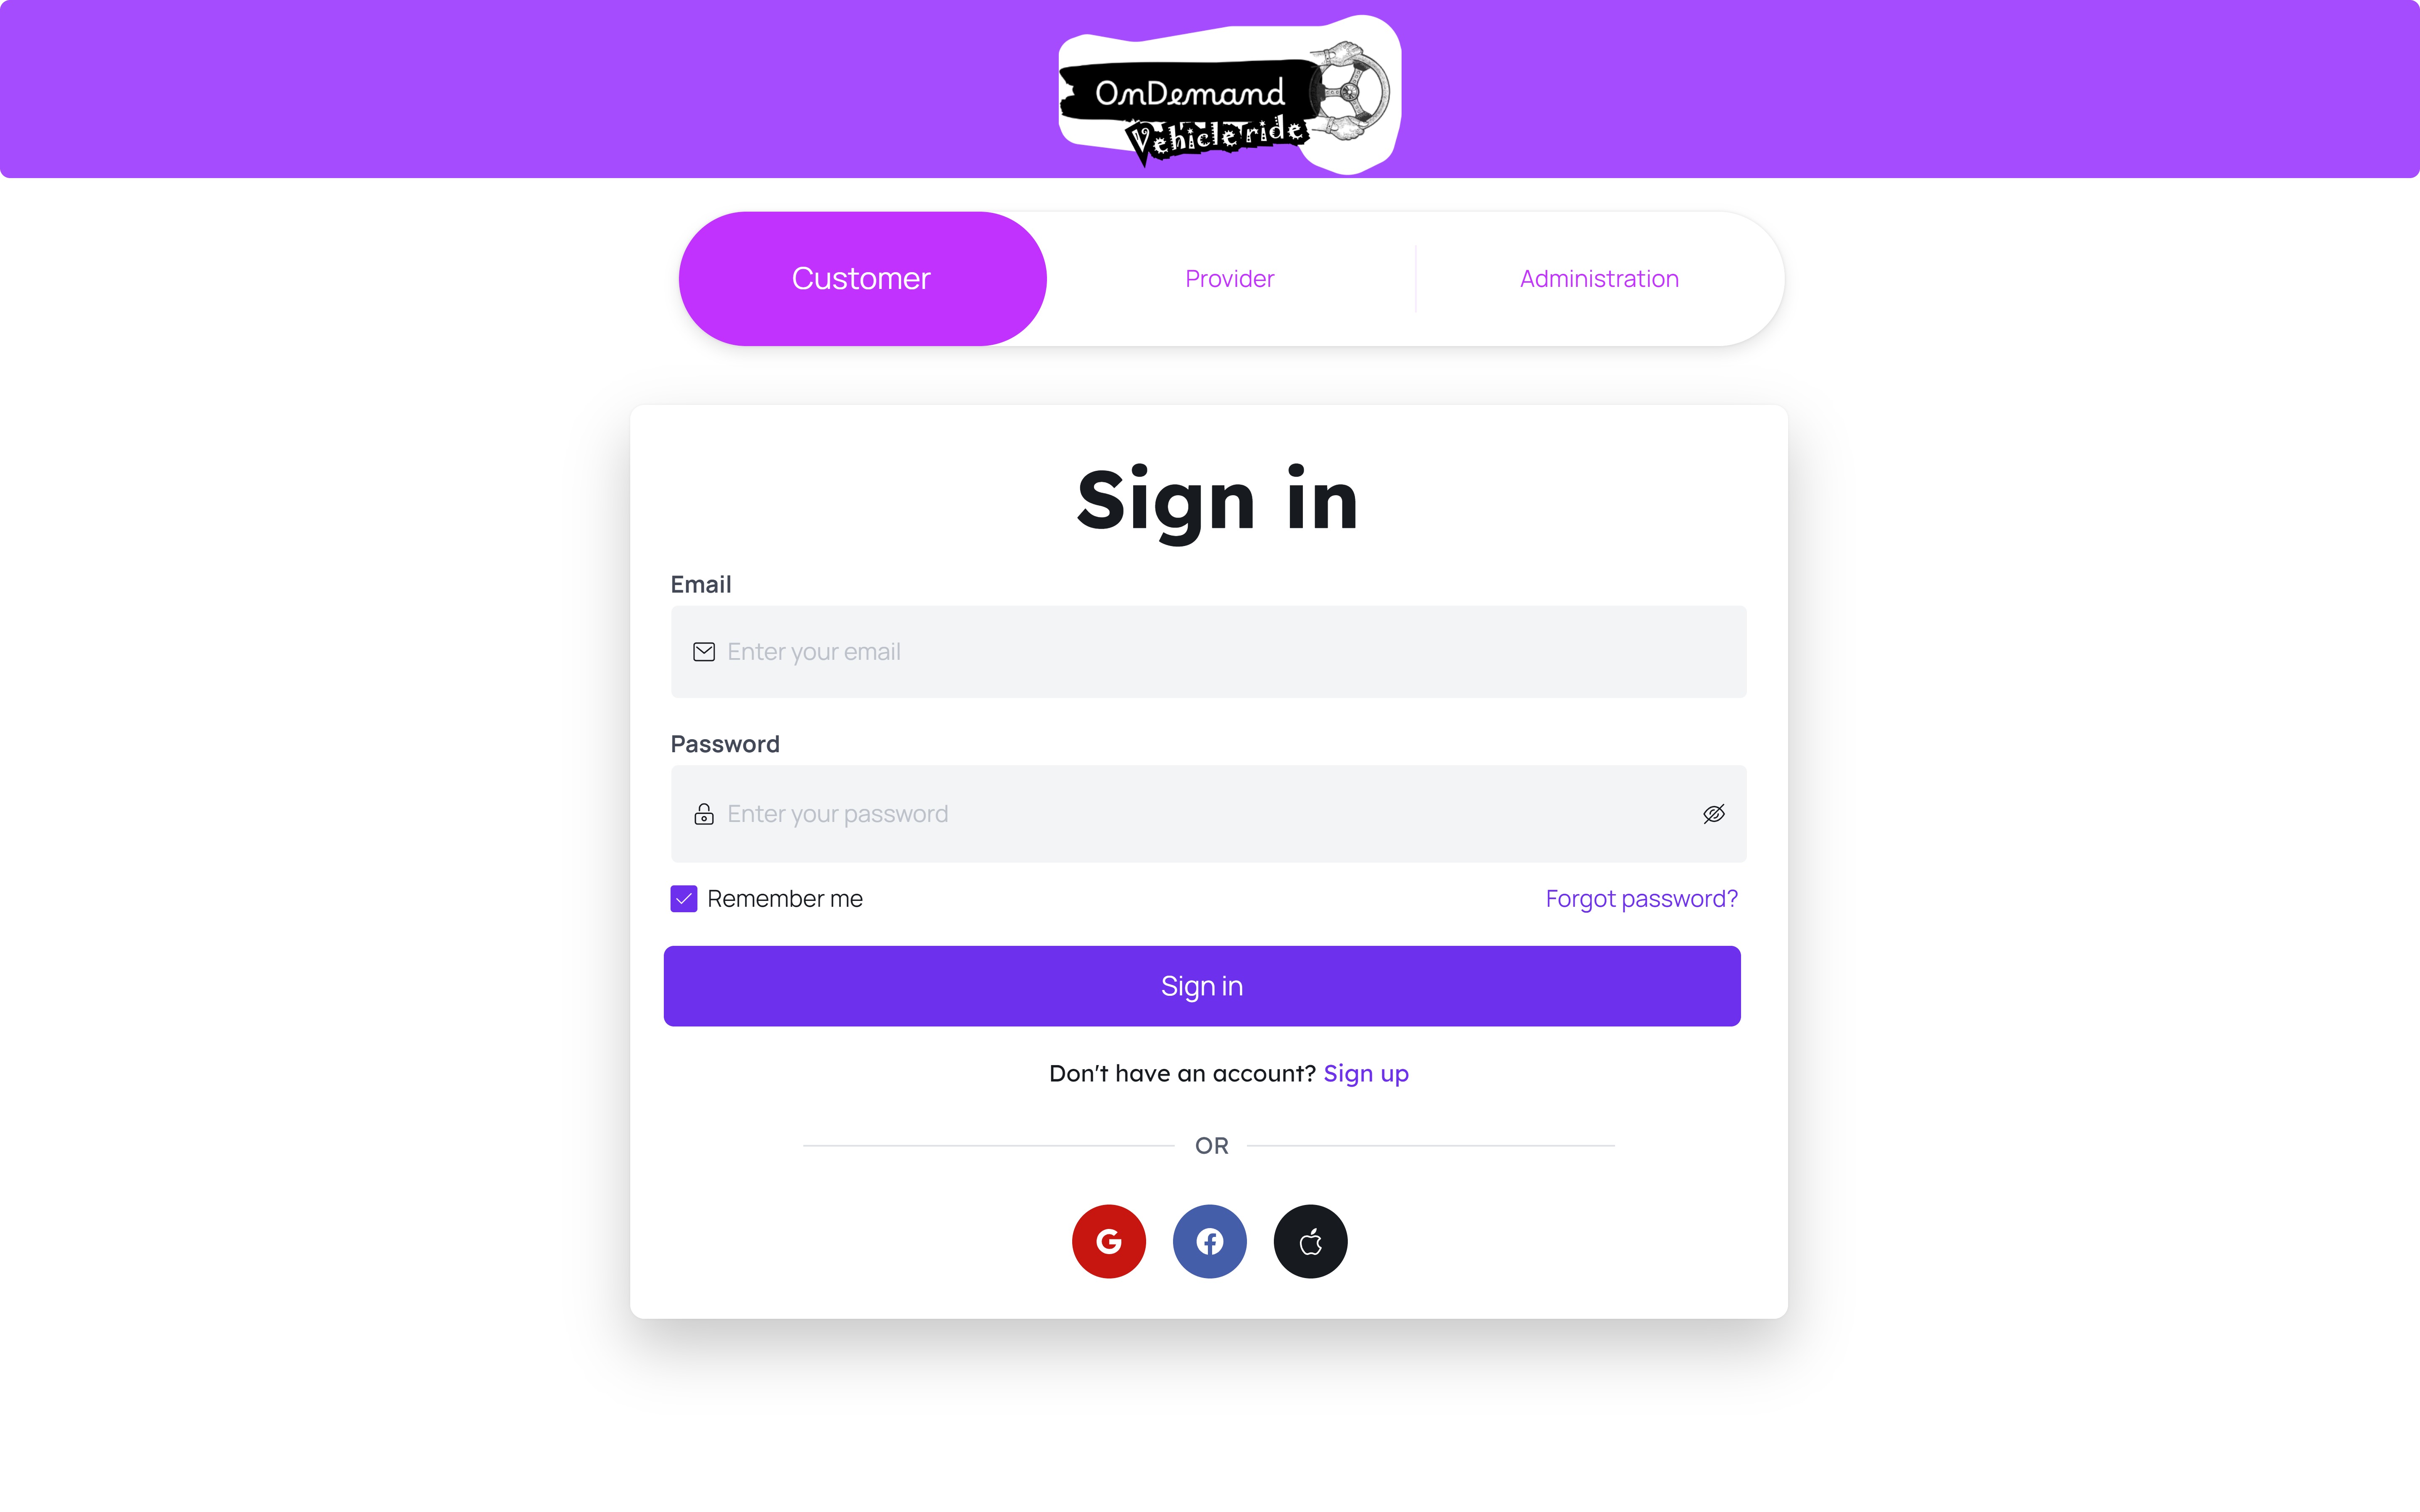 OnDemand
Vehicleride
Customer
Provider
Administration
Sign in
Email
Enter your email
Password
Enter your password
Remember me
Forgot password?
Sign in
Don't have an account? Sign up
OR